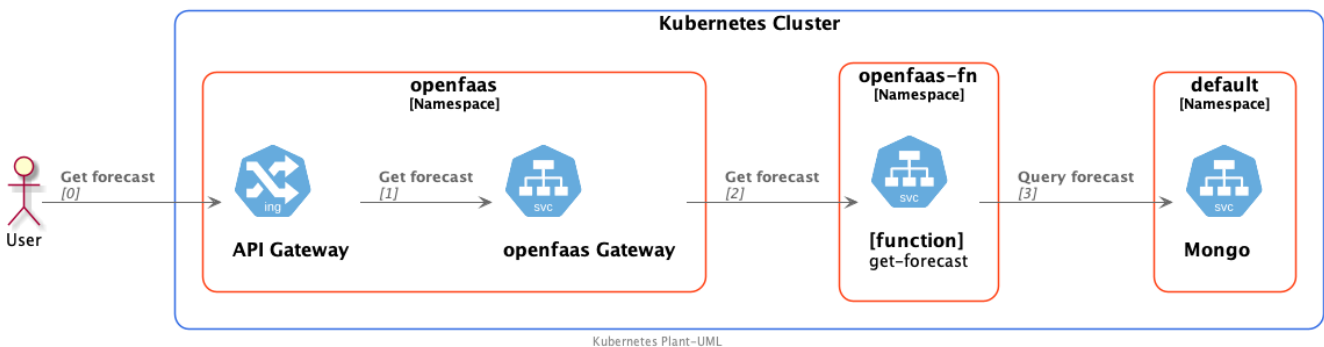 Kubernetes Cluster
openfaas
[Namespace]
openfaas-fn
[Namespace]
default
[Namespace]
User
Get forecast
[0]
ing
API Gateway
Get forecast
[1]
svc
openfaas Gateway
Get forecast
[2]
svc
[function]
get-forecast
Query forecast
[3]
svc
Mongo
Kubernetes Plant-UML